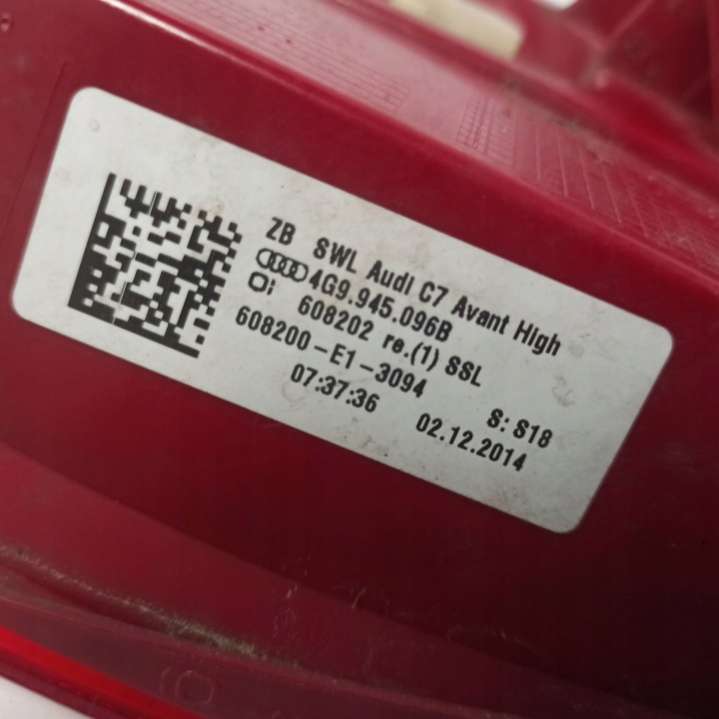 ZB SWL Audi C7 Avant High
4G9.945.096B
608202 re.(1) SSL
608200-E1-3094
S: S18
07:37:36 02.12.2014